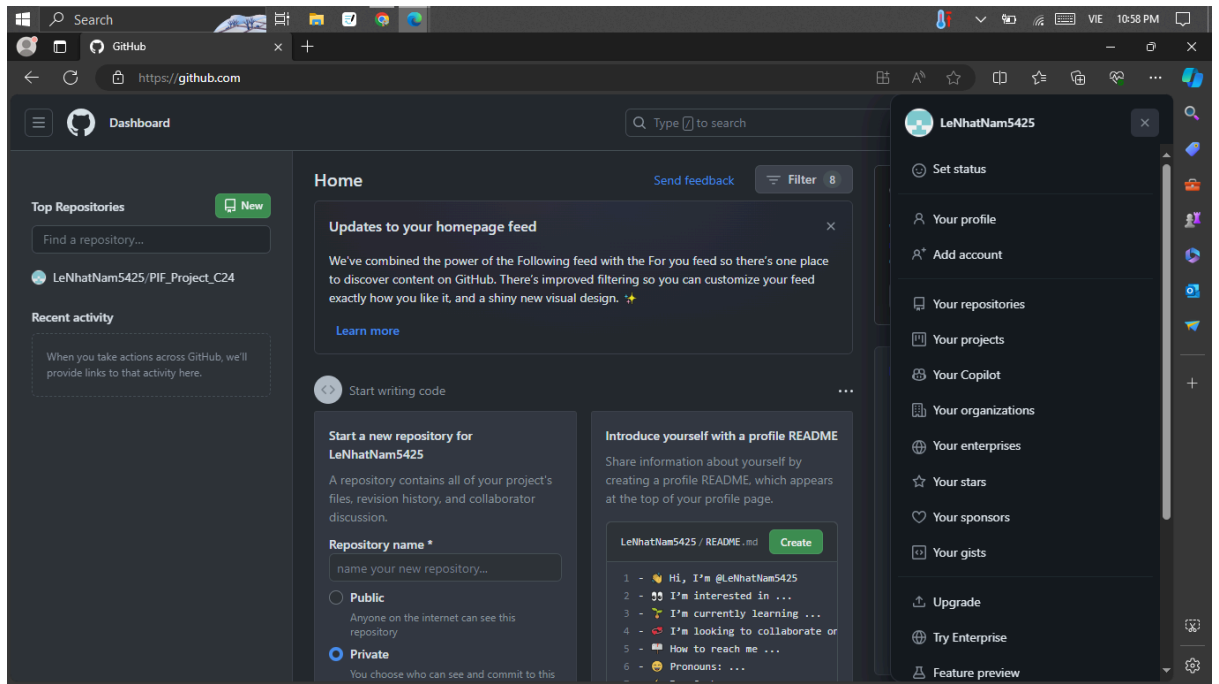 Search
VIE 10:58 PM
GitHub
https://github.com
Dashboard
Type / to search
LeNhatNam5425
Top Repositories
New
Find a repository...
LeNhatNam5425/PIF_Project_C24
Recent activity
When you take actions across GitHub, we'll
provide links to that activity here.
Home
Send feedback
Filter 8
Updates to your homepage feed
We've combined the power of the Following feed with the For you feed so there's one place
to discover content on GitHub. There's improved filtering so you can customize your feed
exactly how you like it, and a shiny new visual design. ✨
Learn more
Start writing code
Start a new repository for
LeNhatNam5425
A repository contains all of your project's
files, revision history, and collaborator
discussion.
Repository name *
name your new repository...
Public
Anyone on the internet can see this
repository
Private
You choose who can see and commit to this
Introduce yourself with a profile README
Share information about yourself by
creating a profile README, which appears
at the top of your profile page.
LeNhatNam5425 / README.md
Create
1 - 👋 Hi, I'm @LeNhatNam5425
2 - 👀 I'm interested in ...
3 - 🌱 I'm currently learning ...
4 - 💞️ I'm looking to collaborate or
5 - 📫 How to reach me ...
6 - 😄 Pronouns: ...
Set status
Your profile
Add account
Your repositories
Your projects
Your Copilot
Your organizations
Your enterprises
Your stars
Your sponsors
Your gists
Upgrade
Try Enterprise
Feature preview